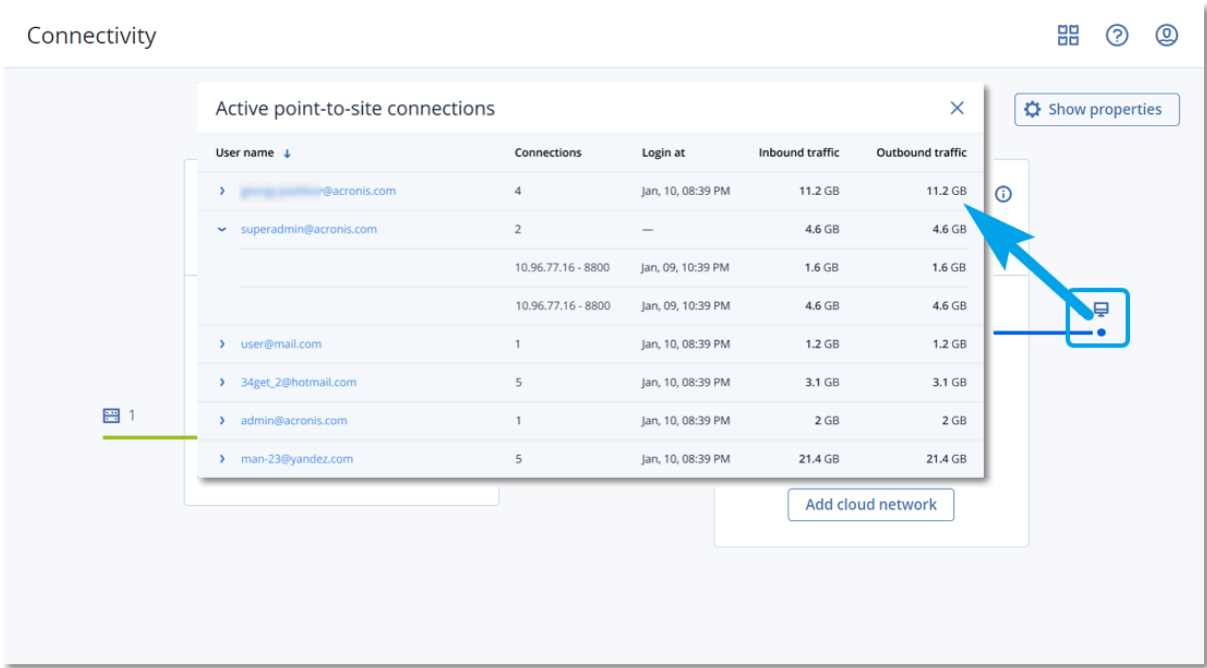 Connectivity
Active point-to-site connections
Show properties
User name Connections Login at Inbound traffic Outbound traffic
@acronis.com 4 Jan, 10, 08:39 PM 11.2 GB 11.2 GB
superadmin@acronis.com 2 — 4.6 GB 4.6 GB
10.96.77.16 - 8800 Jan, 09, 10:39 PM 1.6 GB 1.6 GB
10.96.77.16 - 8800 Jan, 09, 10:39 PM 4.6 GB 4.6 GB
user@mail.com 1 Jan, 10, 08:39 PM 1.2 GB 1.2 GB
34get_2@hotmail.com 5 Jan, 10, 08:39 PM 3.1 GB 3.1 GB
1
admin@acronis.com 1 Jan, 10, 08:39 PM 2 GB 2 GB
man-23@yandez.com 5 Jan, 10, 08:39 PM 21.4 GB 21.4 GB
Add cloud network